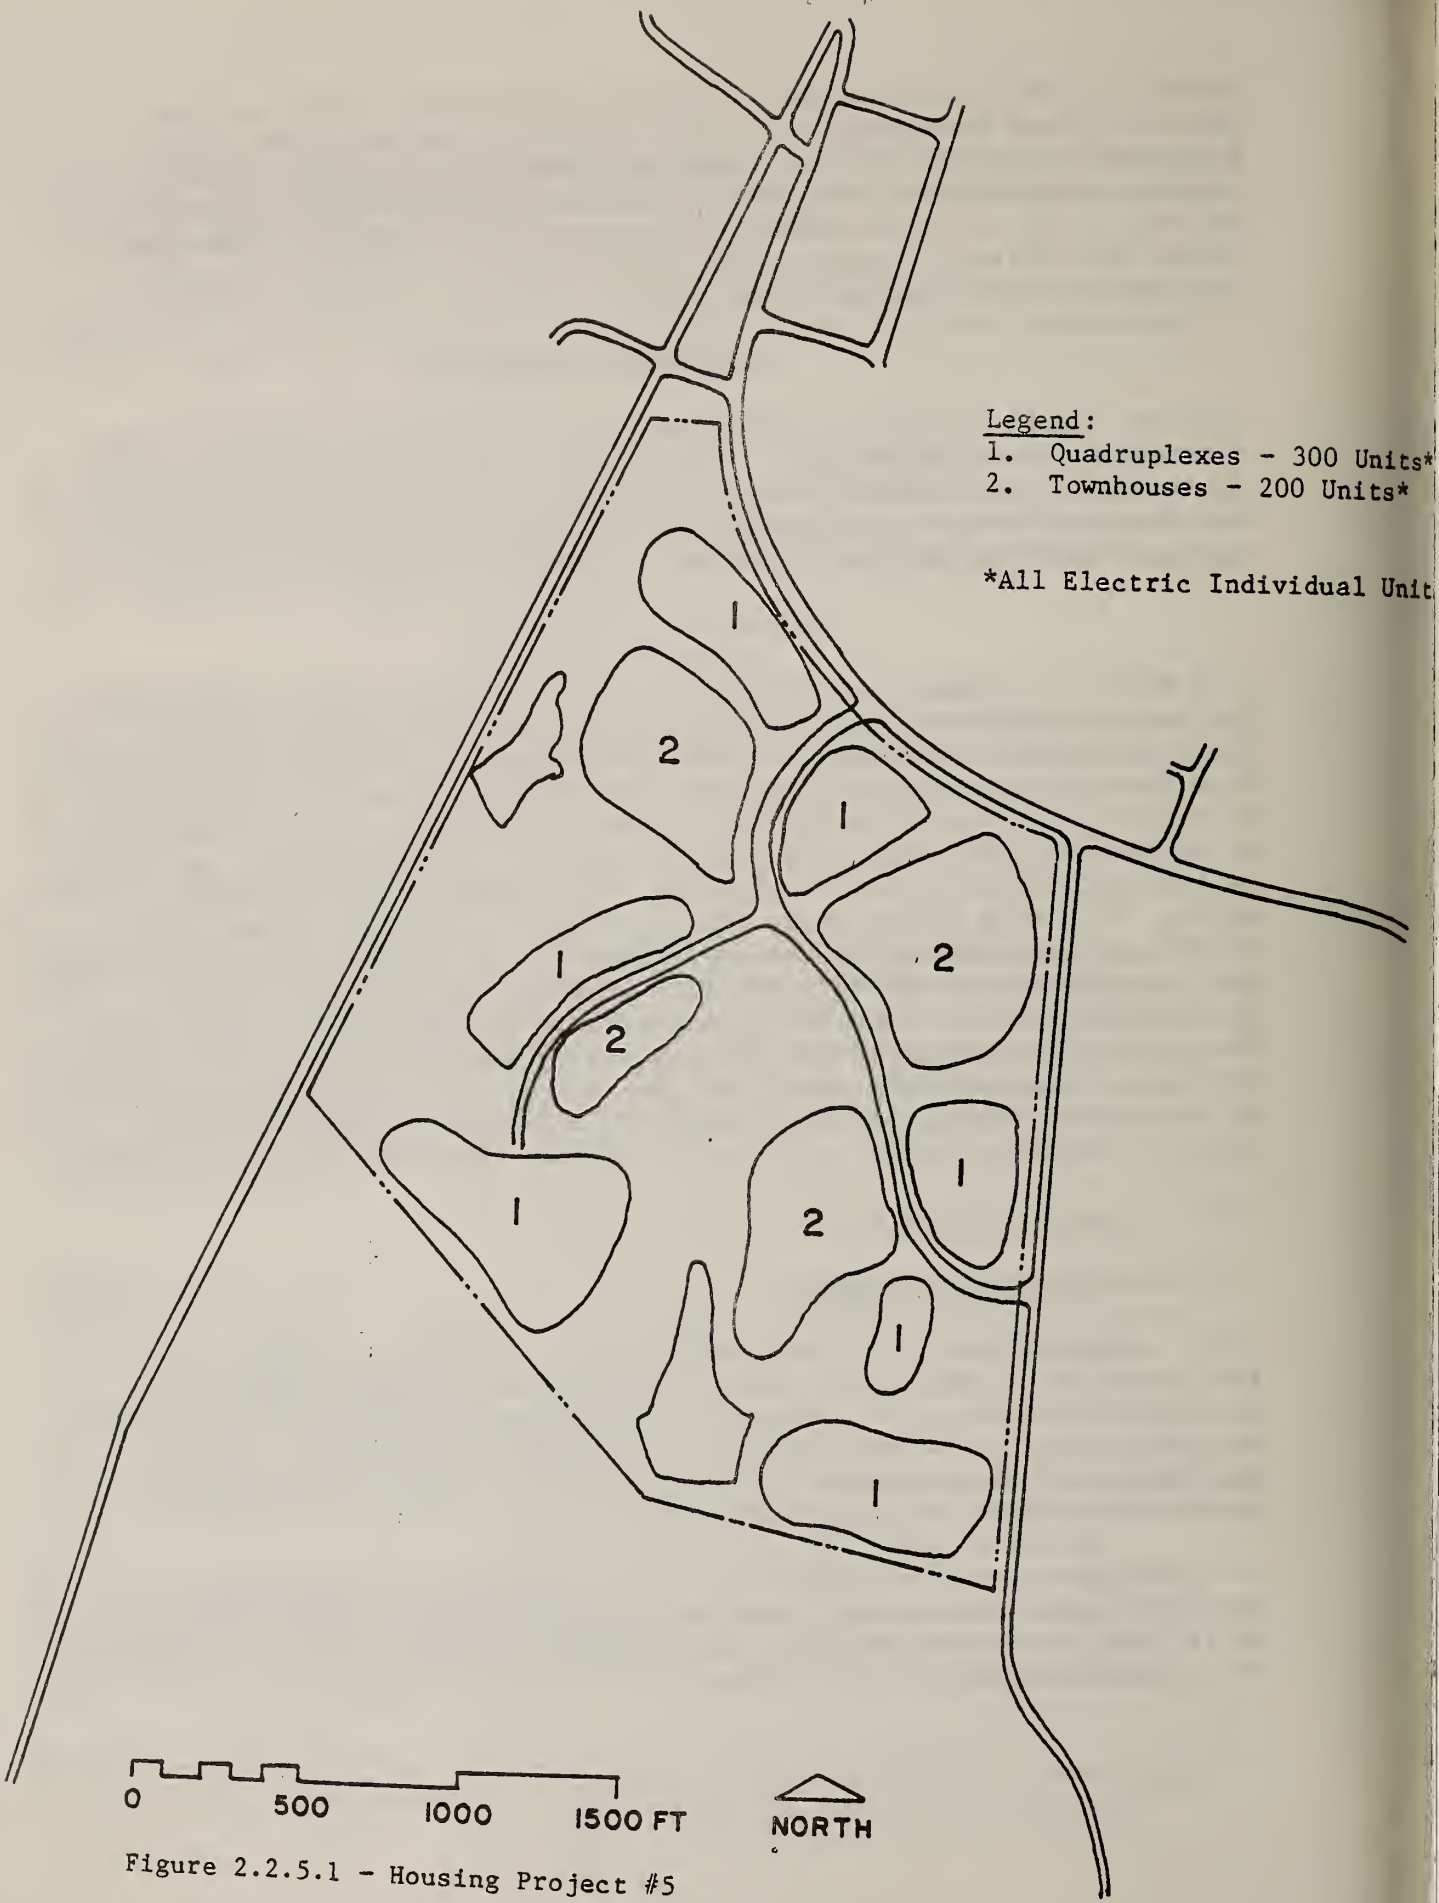 Legend:
1. Quadruplexes - 300 Units*
2. Townhouses - 200 Units*
*All Electric Individual Unit
1
2
1
2
1
2
1
1
2
1
1
0 500 1000 1500 FT
NORTH
Figure 2.2.5.1 - Housing Project #5